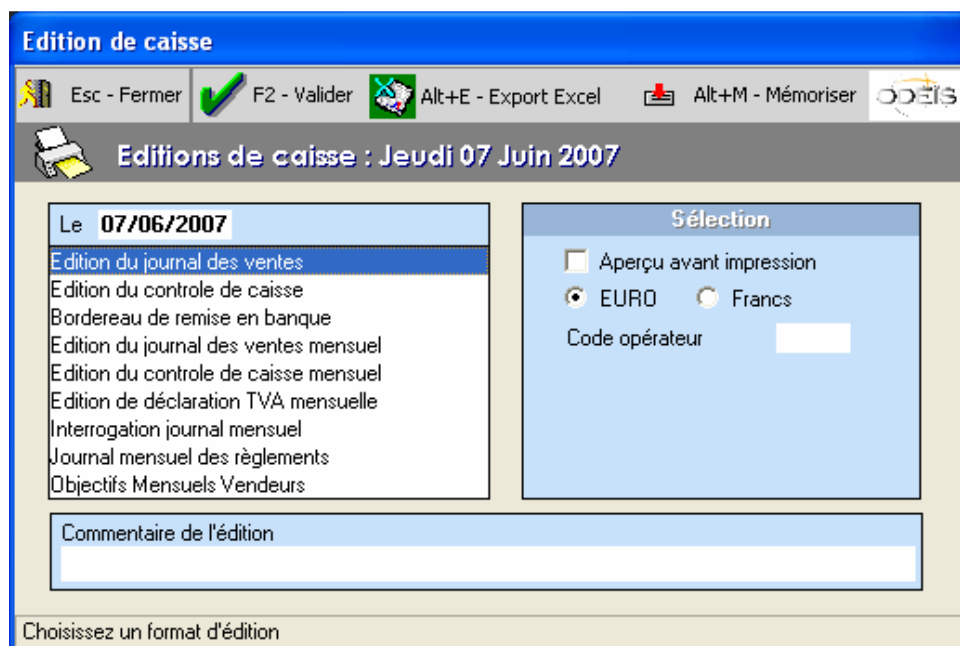 Edition de caisse
Esc - Fermer F2 - Valider Alt+E - Export Excel Alt+M - Mémoriser OPEIS
Editions de caisse : Jeudi 07 Juin 2007
Le 07/06/2007
Edition du journal des ventes
Edition du controle de caisse
Bordereau de remise en banque
Edition du journal des ventes mensuel
Edition du controle de caisse mensuel
Edition de déclaration TVA mensuelle
Interrogation journal mensuel
Journal mensuel des règlements
Objectifs Mensuels Vendeurs
Sélection
Aperçu avant impression
EURO Francs
Code opérateur
Commentaire de l'édition
Choisissez un format d'édition